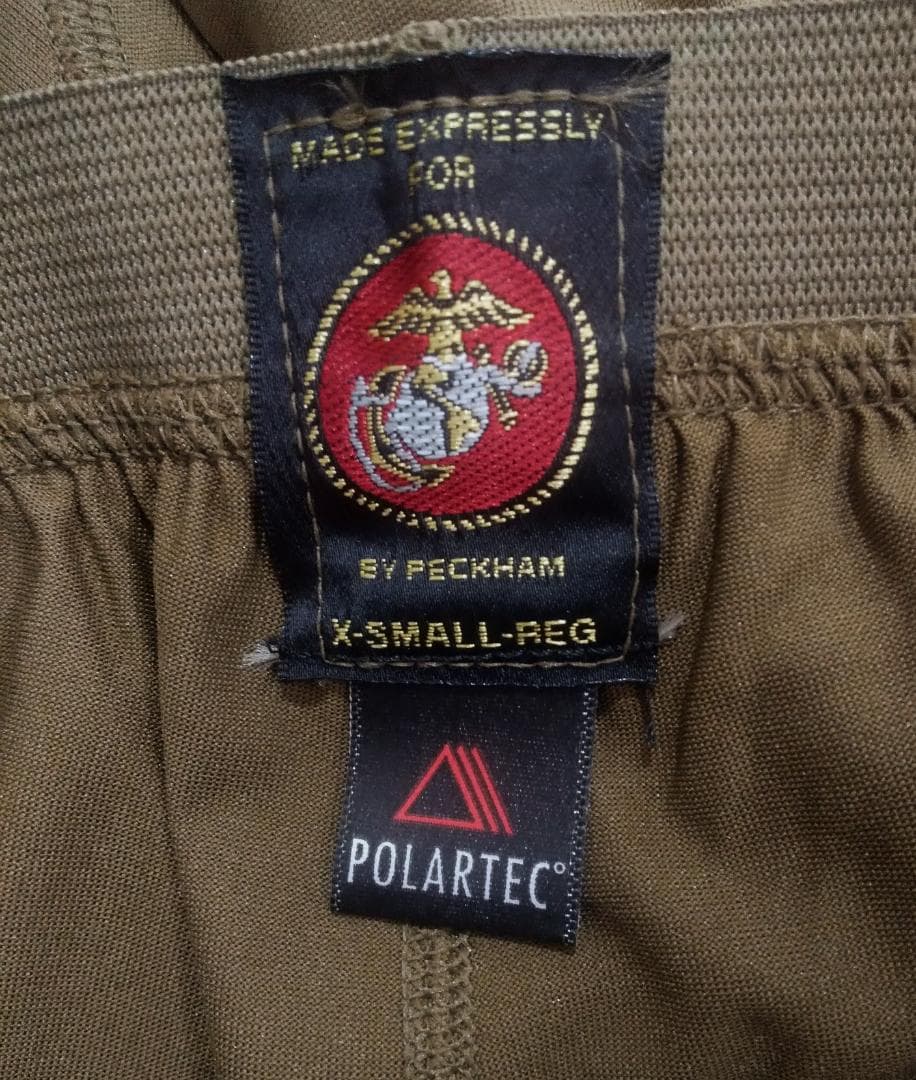 MADE EXPRESSLY
FOR
BY PECKHAM
X-SMALL-REG
POLARTEC°